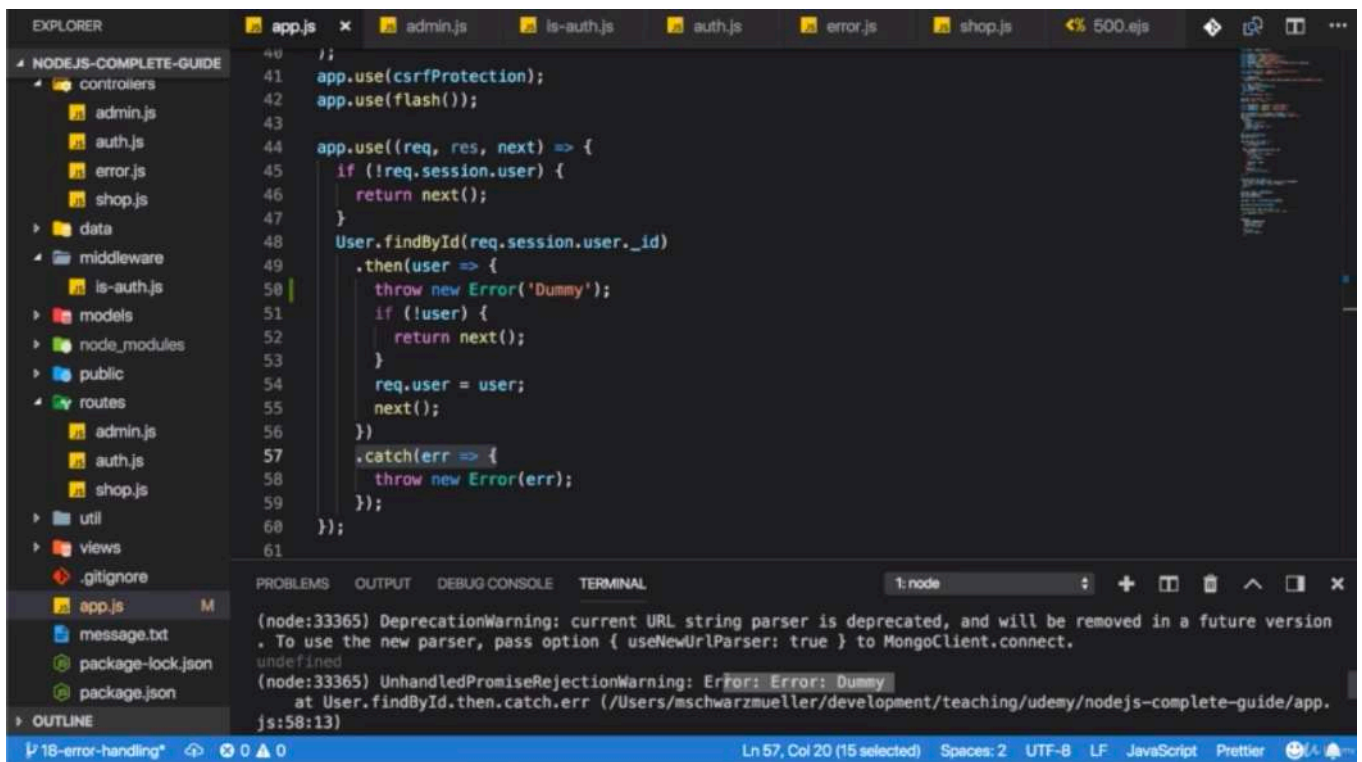 EXPLORER
NODEJS-COMPLETE-GUIDE
controllers
admin.js
auth.js
error.js
shop.js
data
middleware
is-auth.js
models
node_modules
public
routes
admin.js
auth.js
shop.js
util
views
.gitignore
app.js M
message.txt
package-lock.json
package.json
OUTLINE
app.js × admin.js is-auth.js auth.js error.js shop.js <% 500.ejs ...
40 );
41 app.use(csrfProtection);
42 app.use(flash());
43
44 app.use((req, res, next) => {
45 if (!req.session.user) {
46 return next();
47 }
48 User.findById(req.session.user._id)
49 .then(user => {
50 throw new Error('Dummy');
51 if (!user) {
52 return next();
53 }
54 req.user = user;
55 next();
56 })
57 .catch(err => {
58 throw new Error(err);
59 });
60 });
61
PROBLEMS OUTPUT DEBUG CONSOLE TERMINAL 1: node
(node:33365) DeprecationWarning: current URL string parser is deprecated, and will be removed in a future version
. To use the new parser, pass option { useNewUrlParser: true } to MongoClient.connect.
undefined
(node:33365) UnhandledPromiseRejectionWarning: Error: Error: Dummy
at User.findById.then.catch.err (/Users/mschwarzmueller/development/teaching/udemy/nodejs-complete-guide/app.
js:58:13)
18-error-handling* 0 0 Ln 57, Col 20 (15 selected) Spaces: 2 UTF-8 LF JavaScript Prettier